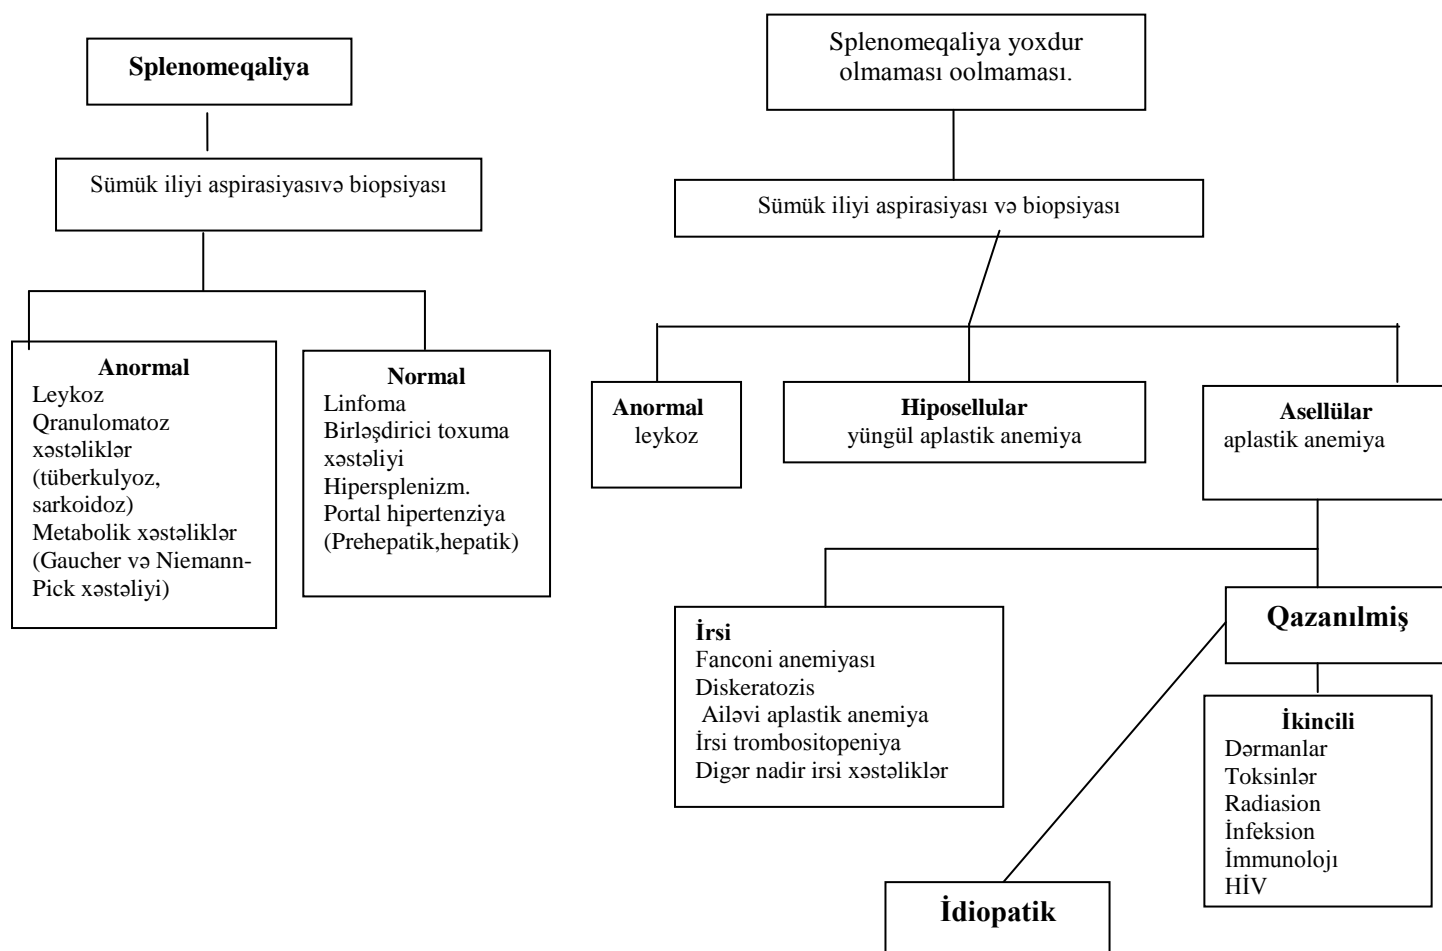 Splenomeqaliya
Sümük iliyi aspirasiyasıvə biopsiyası
Anormal
Leykoz
Qranulomatoz
xəstəliklər
(tüberkulyoz,
sarkoidoz)
Metabolik xəstəliklər
(Gaucher və Niemann-
Pick xəstəliyi)
Normal
Linfoma
Birləşdirici toxuma
xəstəliyi
Hipersplenizm.
Portal hipertenziya
(Prehepatik,hepatik)
Splenomeqaliya yoxdur
olmaması oolmaması.
Sümük iliyi aspirasiyası və biopsiyası
Anormal
leykoz
Hiposellular
yüngül aplastik anemiya
Asellülar
aplastik anemiya
İrsi
Fanconi anemiyası
Diskeratozis
Ailəvi aplastik anemiya
İrsi trombositopeniya
Digər nadir irsi xəstəliklər
Qazanılmiş
İkincili
Dərmanlar
Toksinlər
Radiasion
İnfeksion
İmmunolojı
HİV
İdiopatik